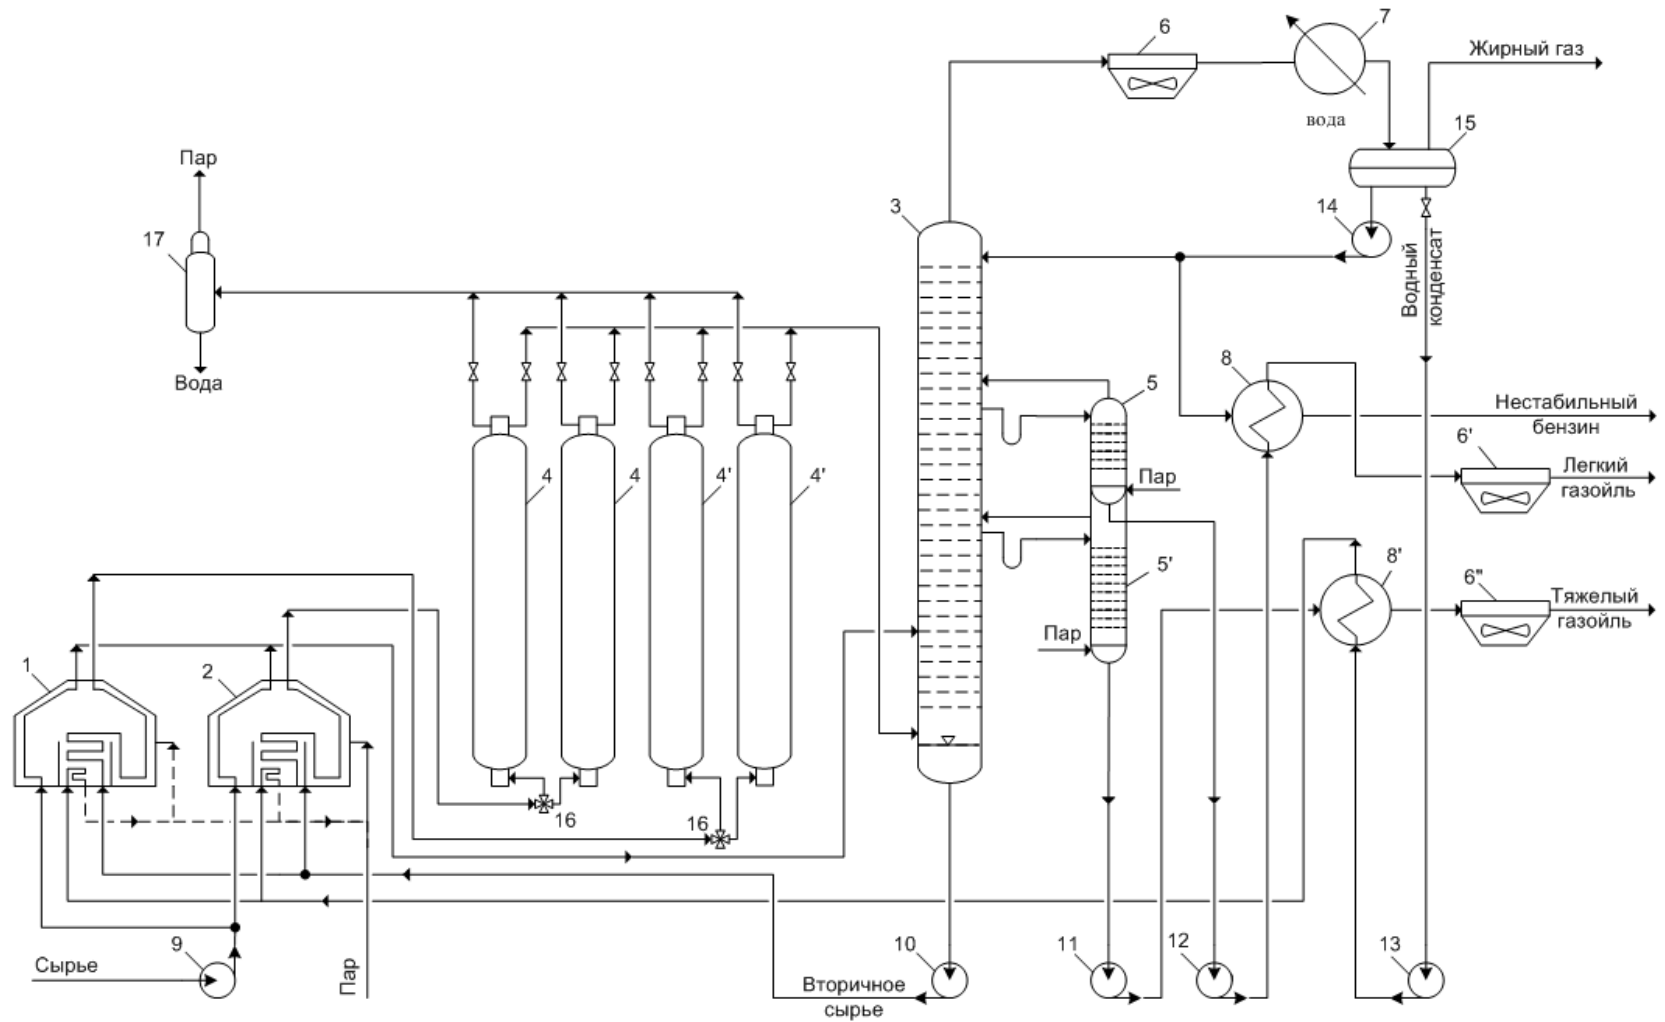 6
7
Жирный газ
вода
15
Пар
3
14
17
Водный
конденсат
Вода
8
5
Нестабильный
бензин
6'
Пар
Легкий
газойль
4
4
4'
4'
5'
8'
6"
Тяжелый
газойль
Пар
1
2
16
16
9
10
11
12
13
Сырье
Пар
Вторичное
сырье